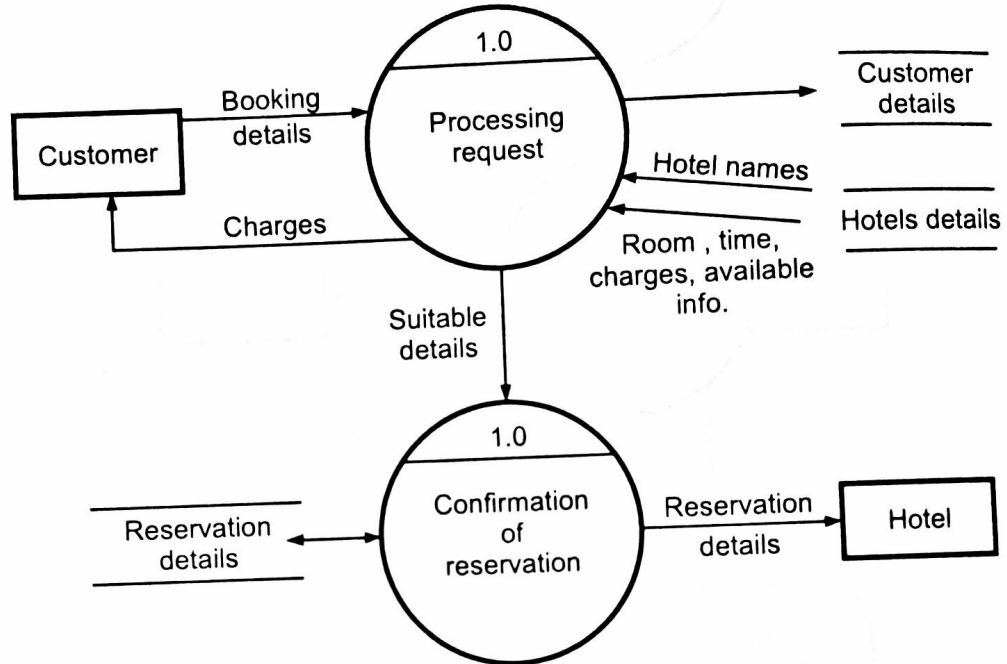 1.0
Processing
request
Customer
Booking
details
Charges
Customer
details
Hotel names
Hotels details
Room , time,
charges, available
info.
Suitable
details
1.0
Confirmation
of
reservation
Reservation
details
Reservation
details
Hotel